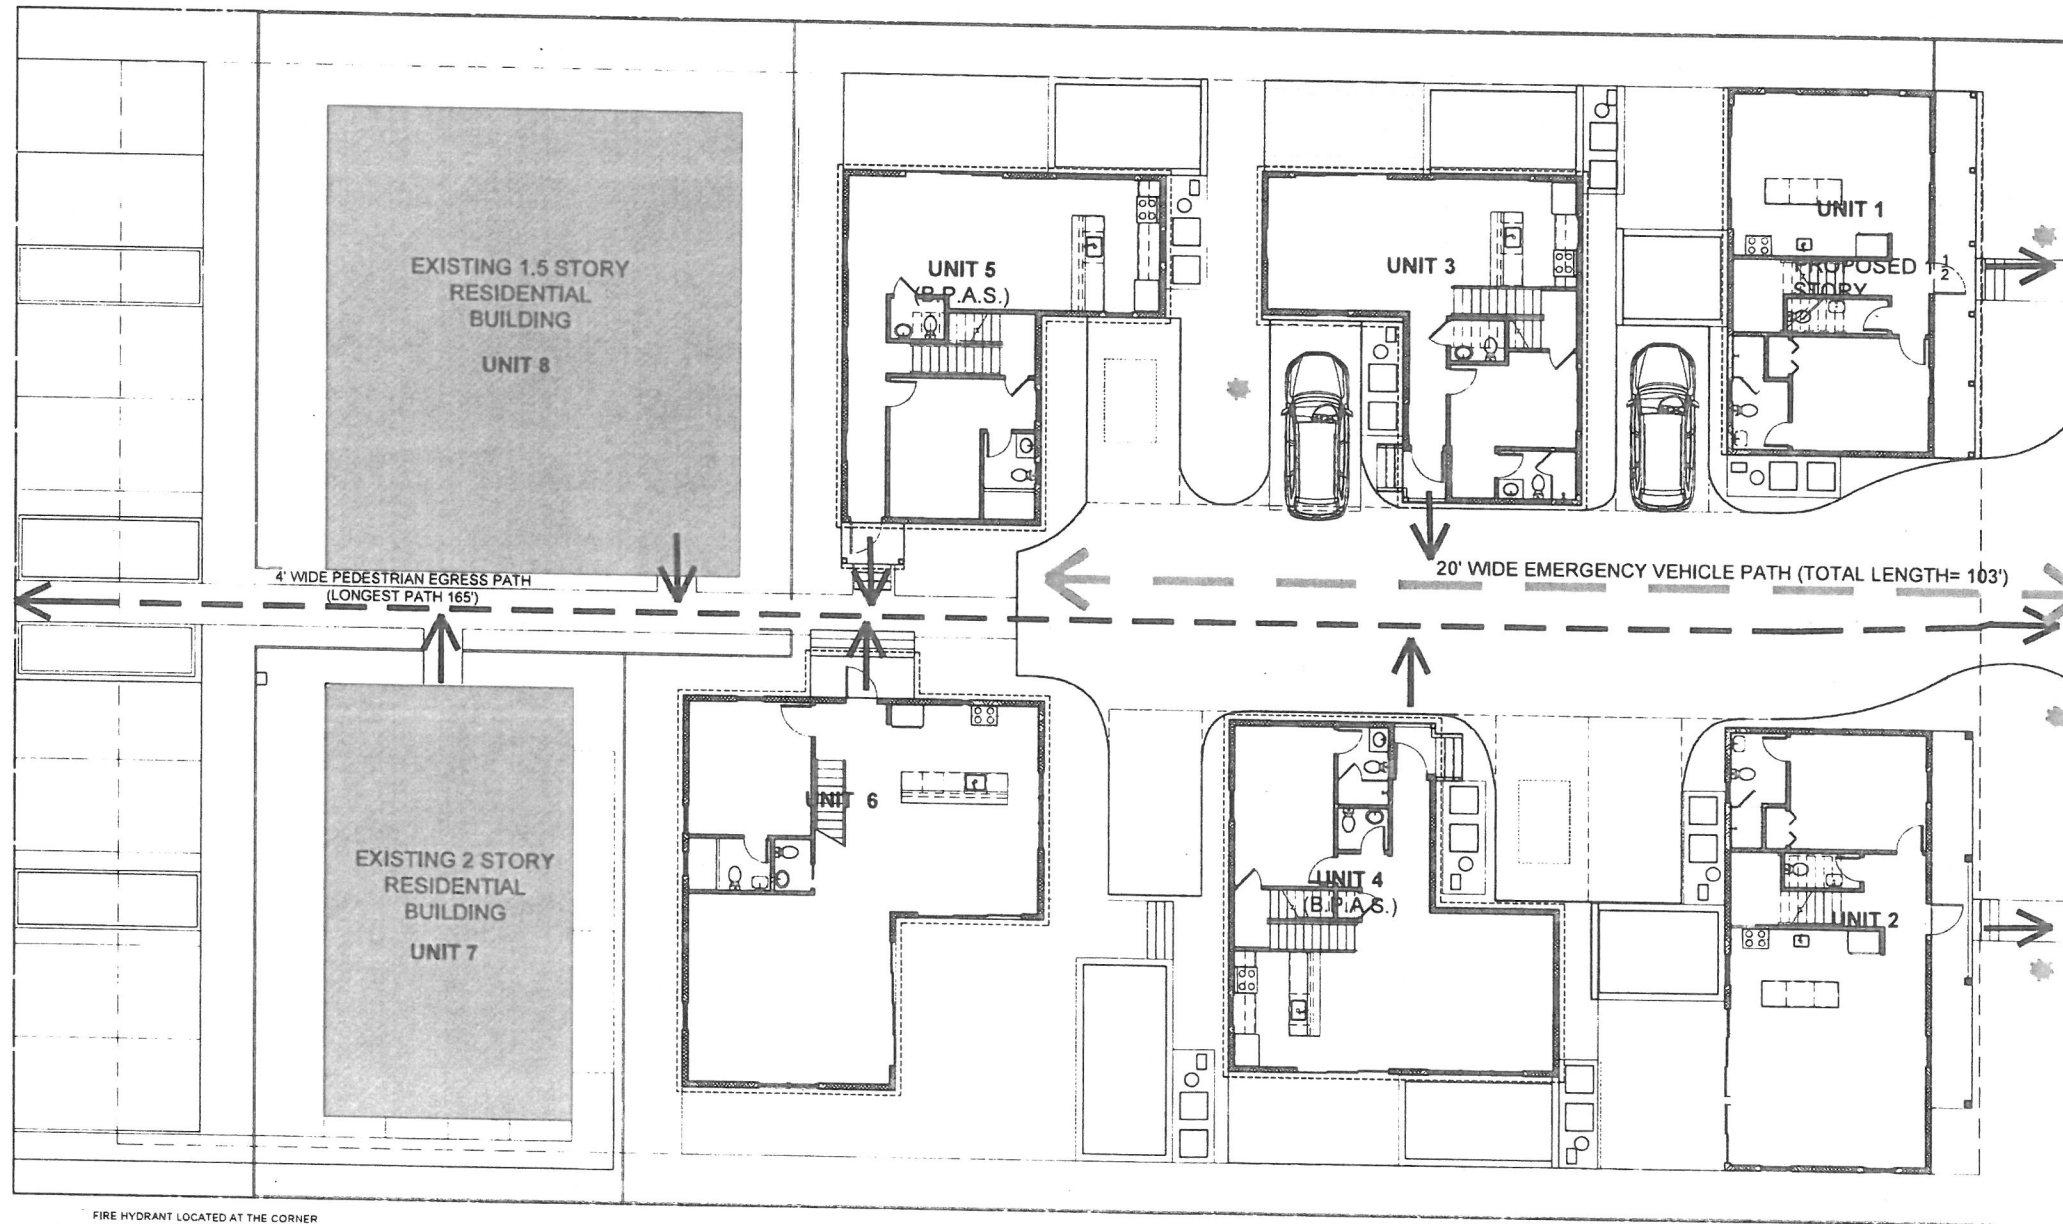 UNIT 1
PROPOSED 1 1/2
STORY
EXISTING 1.5 STORY
RESIDENTIAL
BUILDING
UNIT 8
UNIT 5
(B.P.A.S.)
UNIT 3
4' WIDE PEDESTRIAN EGRESS PATH
(LONGEST PATH 165')
20' WIDE EMERGENCY VEHICLE PATH (TOTAL LENGTH= 103')
UNIT 6
EXISTING 2 STORY
RESIDENTIAL
BUILDING
UNIT 7
UNIT 4
(B.P.A.S.)
UNIT 2
FIRE HYDRANT LOCATED AT THE CORNER